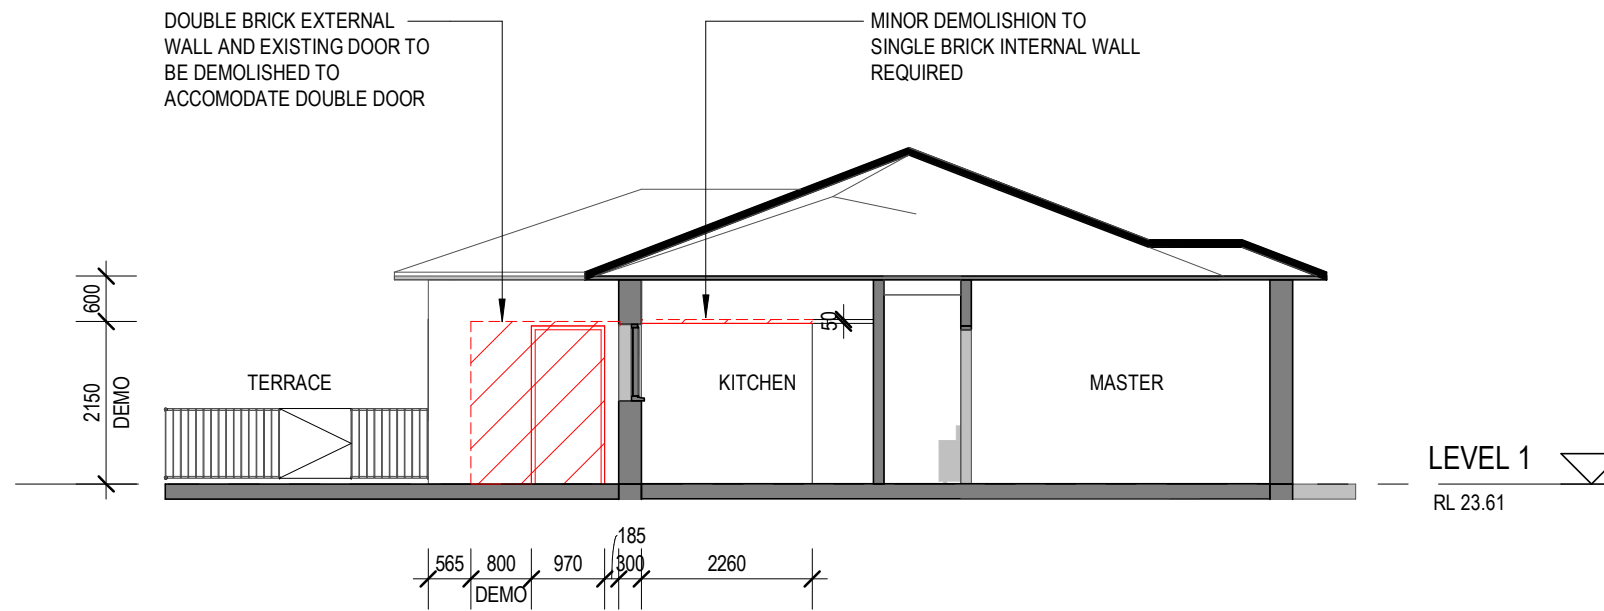 DOUBLE BRICK EXTERNAL
WALL AND EXISTING DOOR TO
BE DEMOLISHED TO
ACCOMODATE DOUBLE DOOR
MINOR DEMOLISHION TO
SINGLE BRICK INTERNAL WALL
REQUIRED
600
2150
DEMO
50
TERRACE
KITCHEN
MASTER
LEVEL 1
RL 23.61
185
565
800
970
300
2260
DEMO